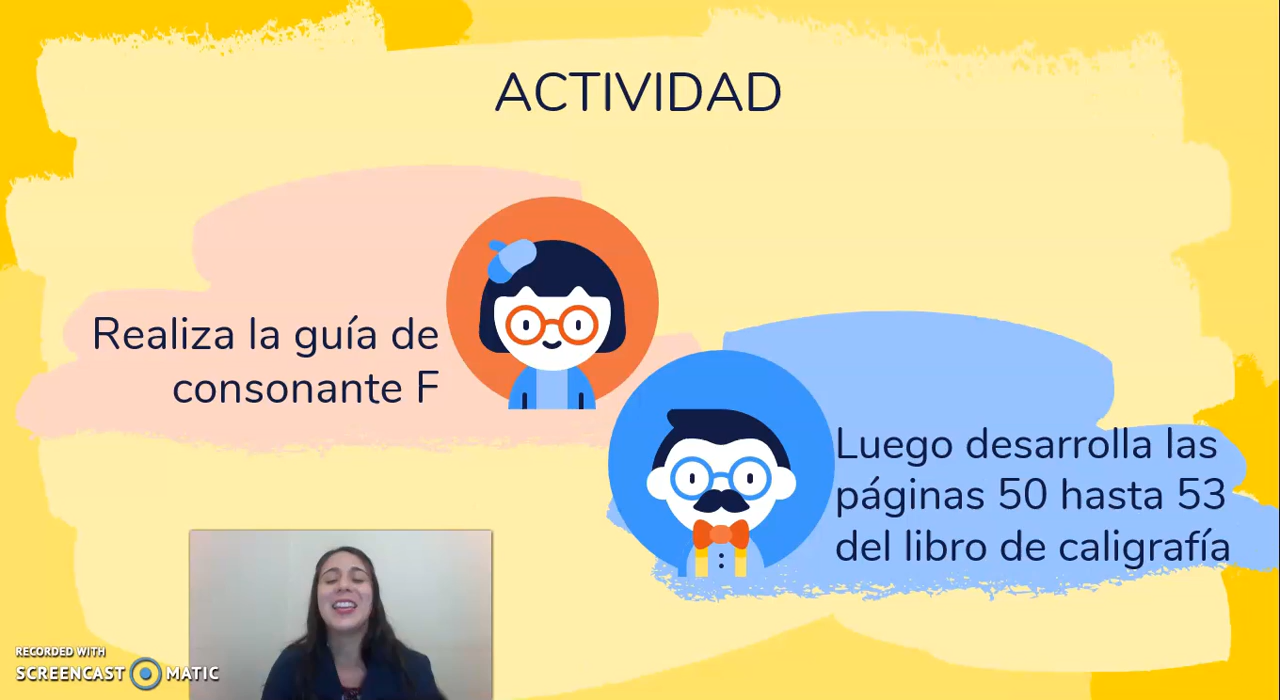 ACTIVIDAD
Realiza la guía de
consonante F
Luego desarrolla las
páginas 50 hasta 53
del libro de caligrafía
RECORDED WITH
SCREENCAST MATIC